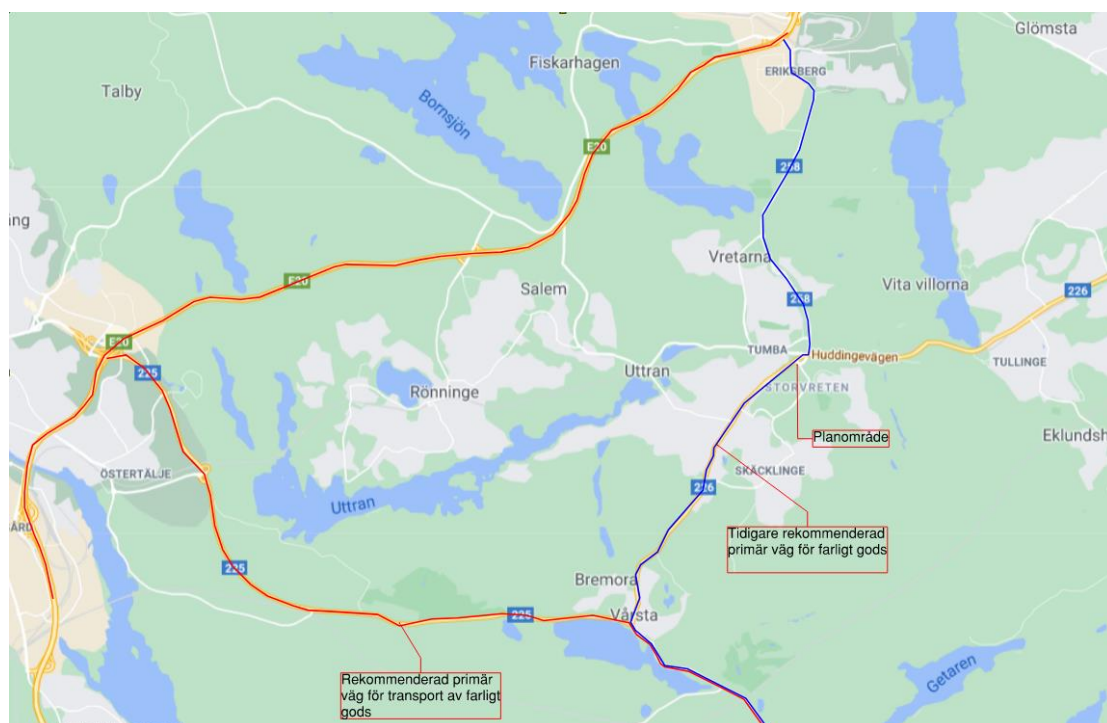 Glömsta
Fiskarhagen
ERIKSBERG
Talby
Bornsjön
E20
258
Vretarna
E20
Salem
258
Vita villorna
226
E20
TUMBA
Huddingevägen
TULLINGE
225
Uttran
STORVRETEN
Rönninge
Planområde
Eklundsh
ÖSTERTÄLJE
SKÄCKLINGE
Uttran
226
Tidigare rekommenderad
primär väg för farligt gods
225
Bremora
225
Vårsta
Rekommenderad primär
väg för transport av farligt
gods
Getaren